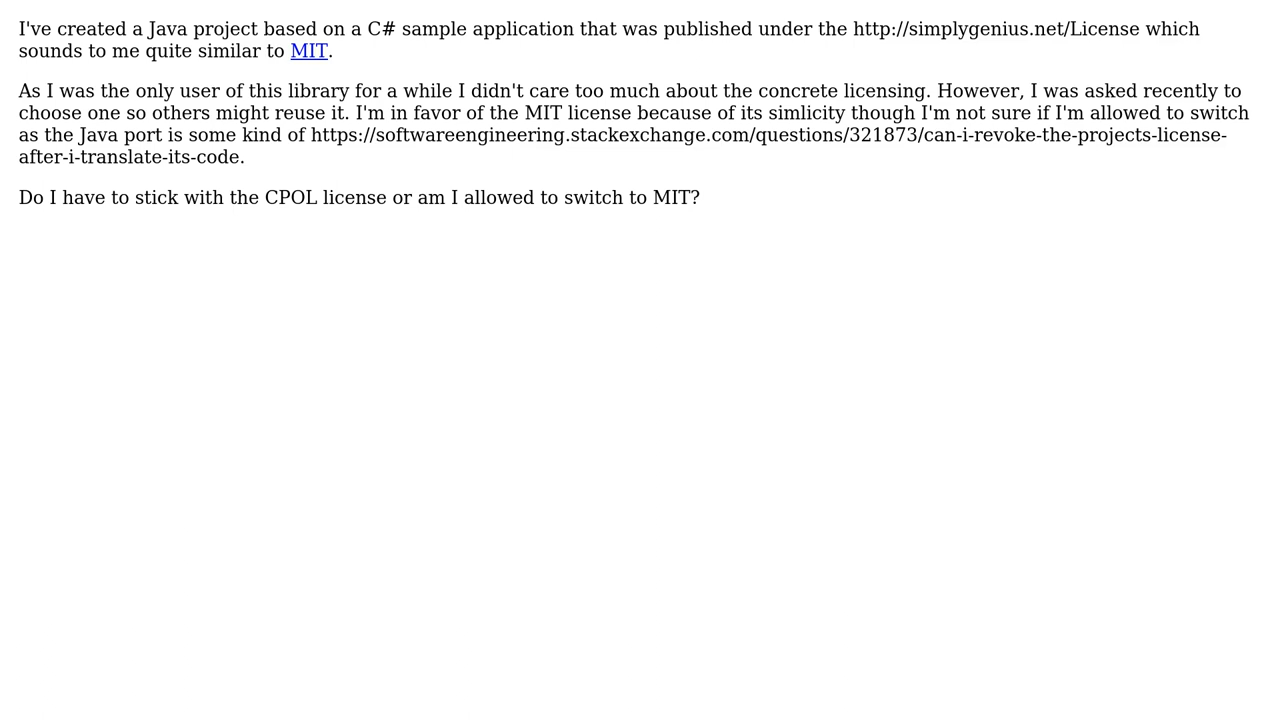 I've created a Java project based on a C# sample application that was published under the http://simplygenius.net/License which
sounds to me quite similar to MIT.
As I was the only user of this library for a while I didn't care too much about the concrete licensing. However, I was asked recently to
choose one so others might reuse it. I'm in favor of the MIT license because of its simlicity though I'm not sure if I'm allowed to switch
as the Java port is some kind of https://softwareengineering.stackexchange.com/questions/321873/can-i-revoke-the-projects-license-
after-i-translate-its-code.
Do I have to stick with the CPOL license or am I allowed to switch to MIT?